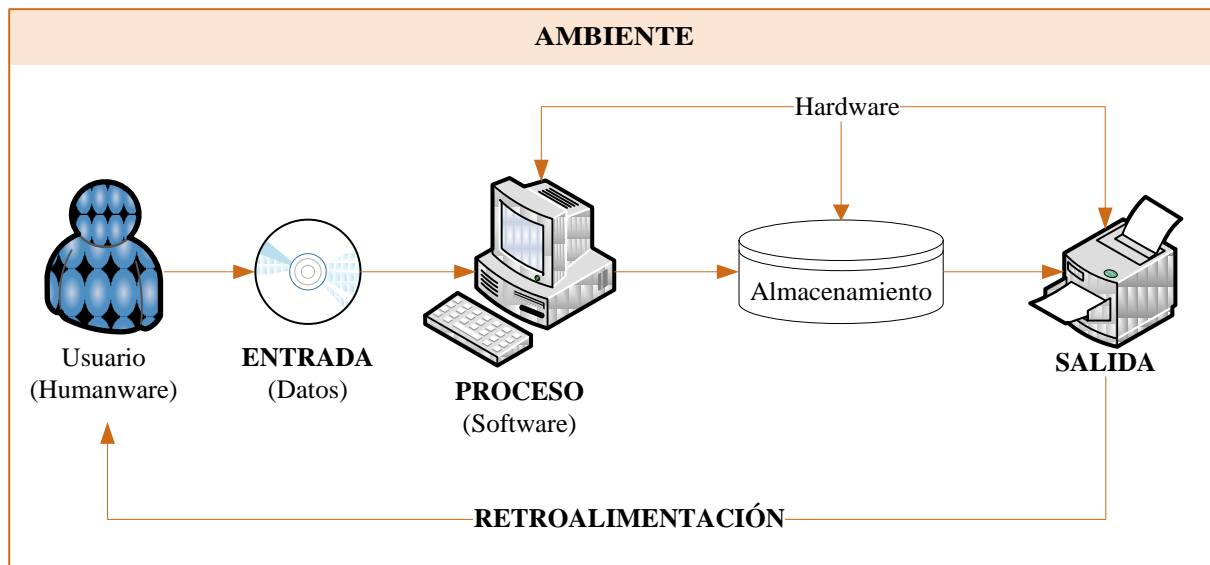 AMBIENTE
Hardware
Almacenamiento
Usuario
(Humanware)
ENTRADA
(Datos)
PROCESO
(Software)
SALIDA
RETROALIMENTACIÓN